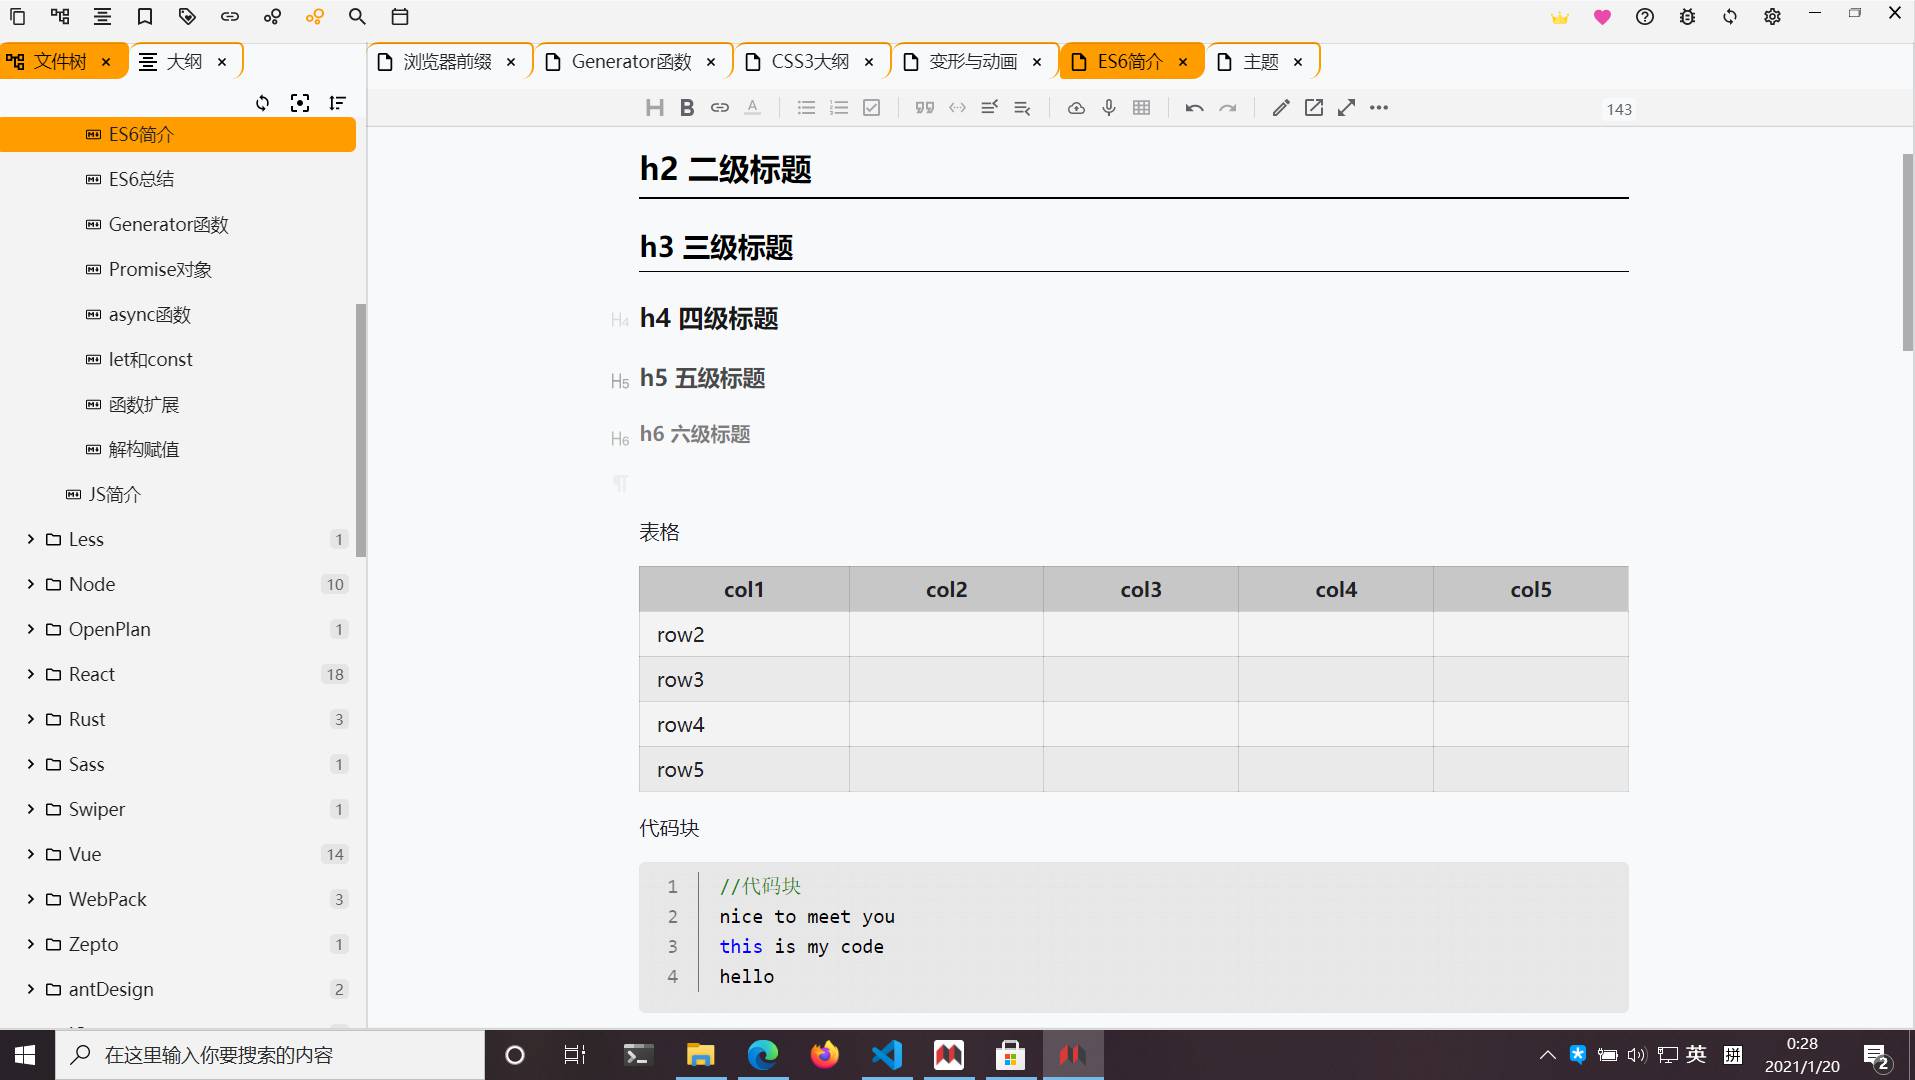 文件树 × 大纲 × 浏览器前缀 × Generator函数 × CSS3大纲 × 变形与动画 × ES6简介 × 主题 ×
143
ES6简介
ES6总结
Generator函数
Promise对象
async函数
let和const
函数扩展
解构赋值
JS简介
Less 1
Node 10
OpenPlan 1
React 18
Rust 3
Sass 1
Swiper 1
Vue 14
WebPack 3
Zepto 1
antDesign 2
h2 二级标题
h3 三级标题
H4 h4 四级标题
H5 h5 五级标题
H6 h6 六级标题
¶
表格
col1 col2 col3 col4 col5
row2
row3
row4
row5
代码块
1 //代码块
2 nice to meet you
3 this is my code
4 hello
在这里输入你要搜索的内容
英 拼 0:28
2021/1/20
2